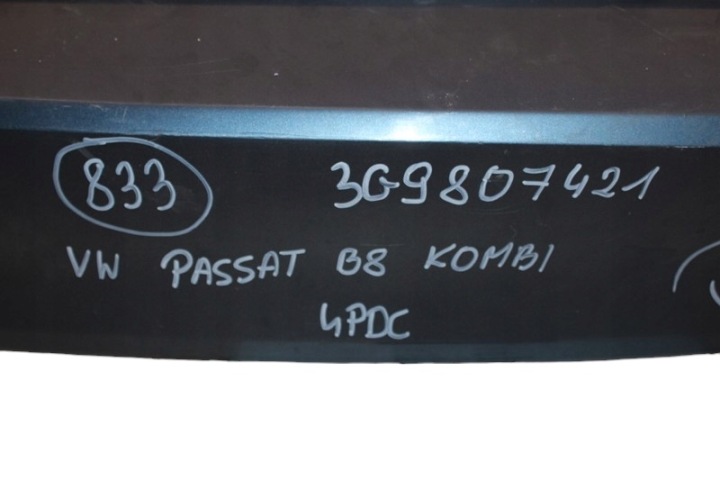 833 3G9807421
VW PASSAT B8 KOMBI
4PDC